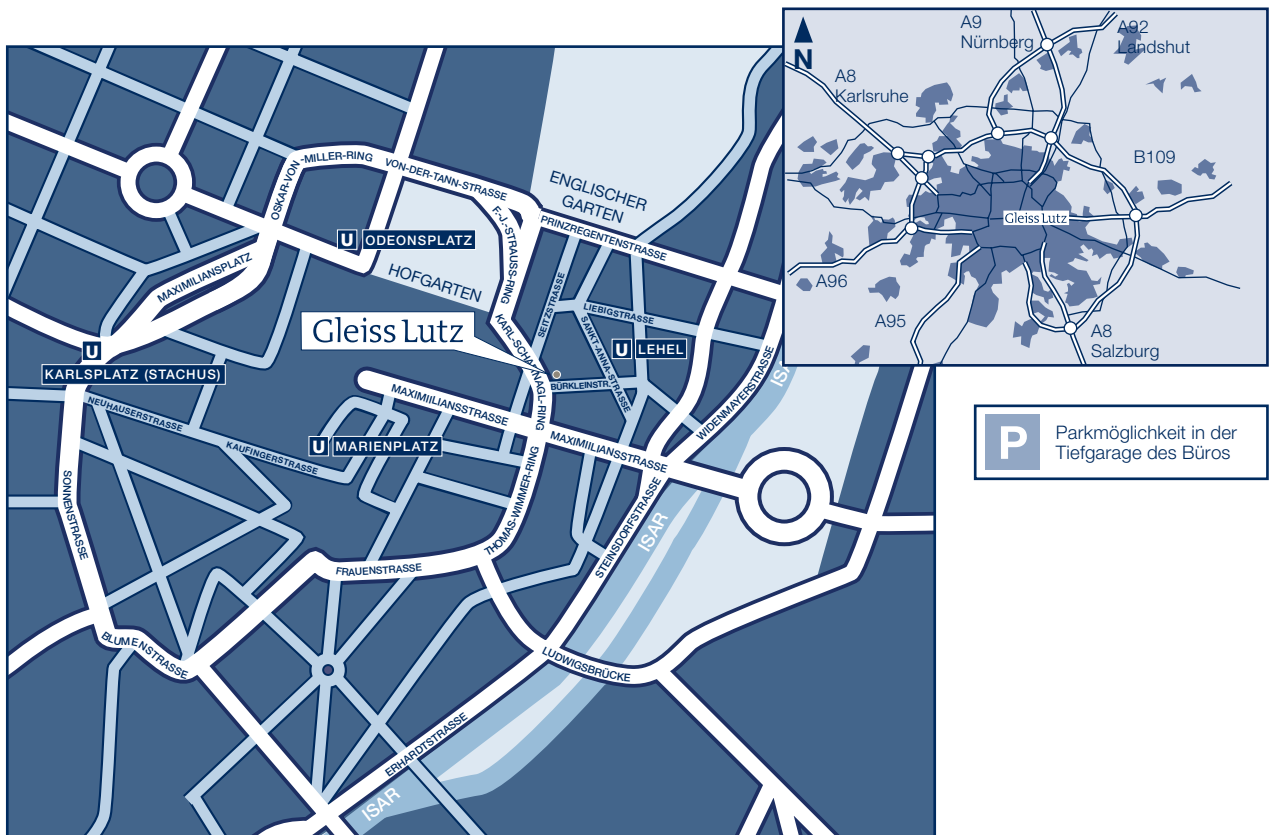 A9
Nürnberg
A92
Landshut
N
A8
Karlsruhe
B109
Gleiss Lutz
A96
A95
A8
Salzburg
P
Parkmöglichkeit in der
Tiefgarage des Büros
OSKAR-VON-MILLER-RING
VON-DER-TANN-STRASSE
ENGLISCHER
GARTEN
F.-J.-STRAUSS-RING
PRINZREGENTENSTRASSE
U ODEONSPLATZ
HOFGARTEN
MAXIMILIANSPLATZ
SEITZSTRASSE
LIEBIGSTRASSE
SANKT-ANNA-STRASSE
KARL-SCHARNAGL-RING
Gleiss Lutz
U LEHEL
U
KARLSPLATZ (STACHUS)
BÜRKLEINSTR.
WIDENMAYERSTRASSE
ISA
NEUHAUSERSTRASSE
KAUFINGERSTRASSE
U MARIENPLATZ
MAXIMIILIANSSTRASSE
MAXIMIILIANSSTRASSE
SONNENSTRASSE
THOMAS-WIMMER-RING
STEINSDORFSTRASSE
ISAR
FRAUENSTRASSE
BLUMENSTRASSE
LUDWIGSBRÜCKE
ERHARDTSTRASSE
ISAR